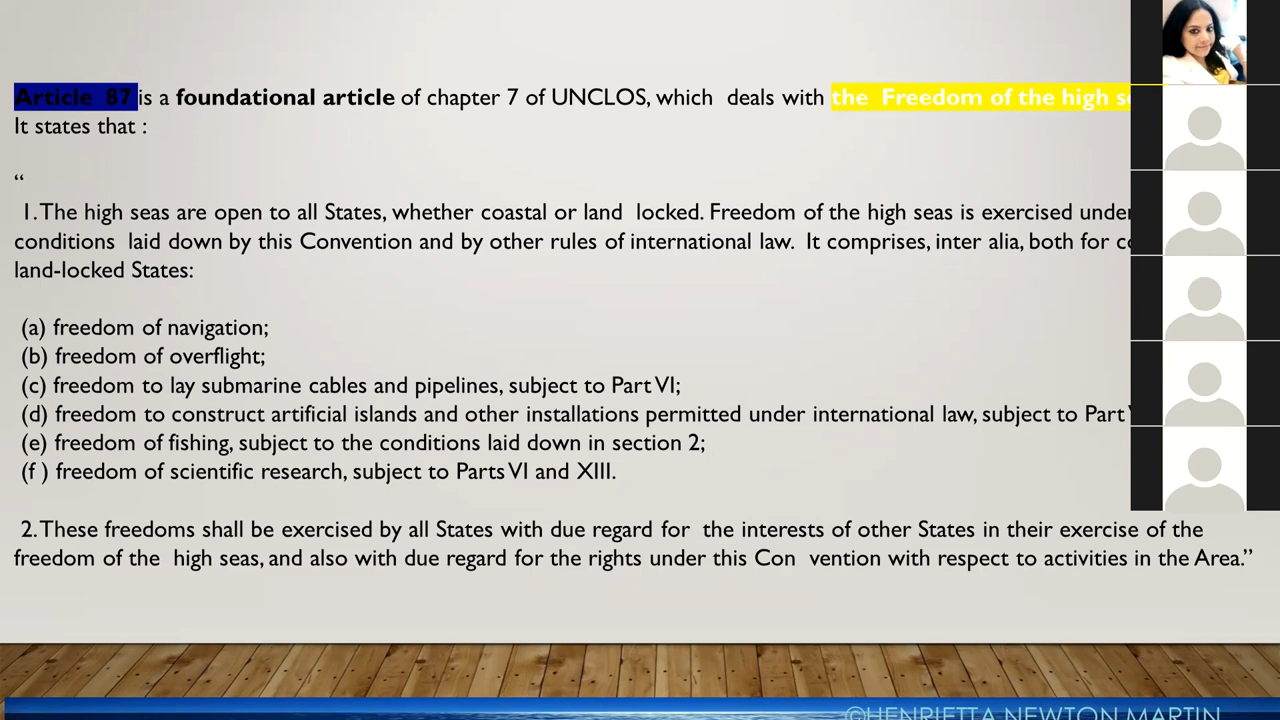 Article 87 is a foundational article of chapter 7 of UNCLOS, which deals with the Freedom of the high
It states that :
“
1. The high seas are open to all States, whether coastal or land locked. Freedom of the high seas is exercised under
conditions laid down by this Convention and by other rules of international law. It comprises, inter alia, both for
land-locked States:
(a) freedom of navigation;
(b) freedom of overflight;
(c) freedom to lay submarine cables and pipelines, subject to Part VI;
(d) freedom to construct artificial islands and other installations permitted under international law, subject to Part
(e) freedom of fishing, subject to the conditions laid down in section 2;
(f ) freedom of scientific research, subject to Parts VI and XIII.
2. These freedoms shall be exercised by all States with due regard for the interests of other States in their exercise of the
freedom of the high seas, and also with due regard for the rights under this Con vention with respect to activities in the Area.”
©HENRIETTA NEWTON MARTIN